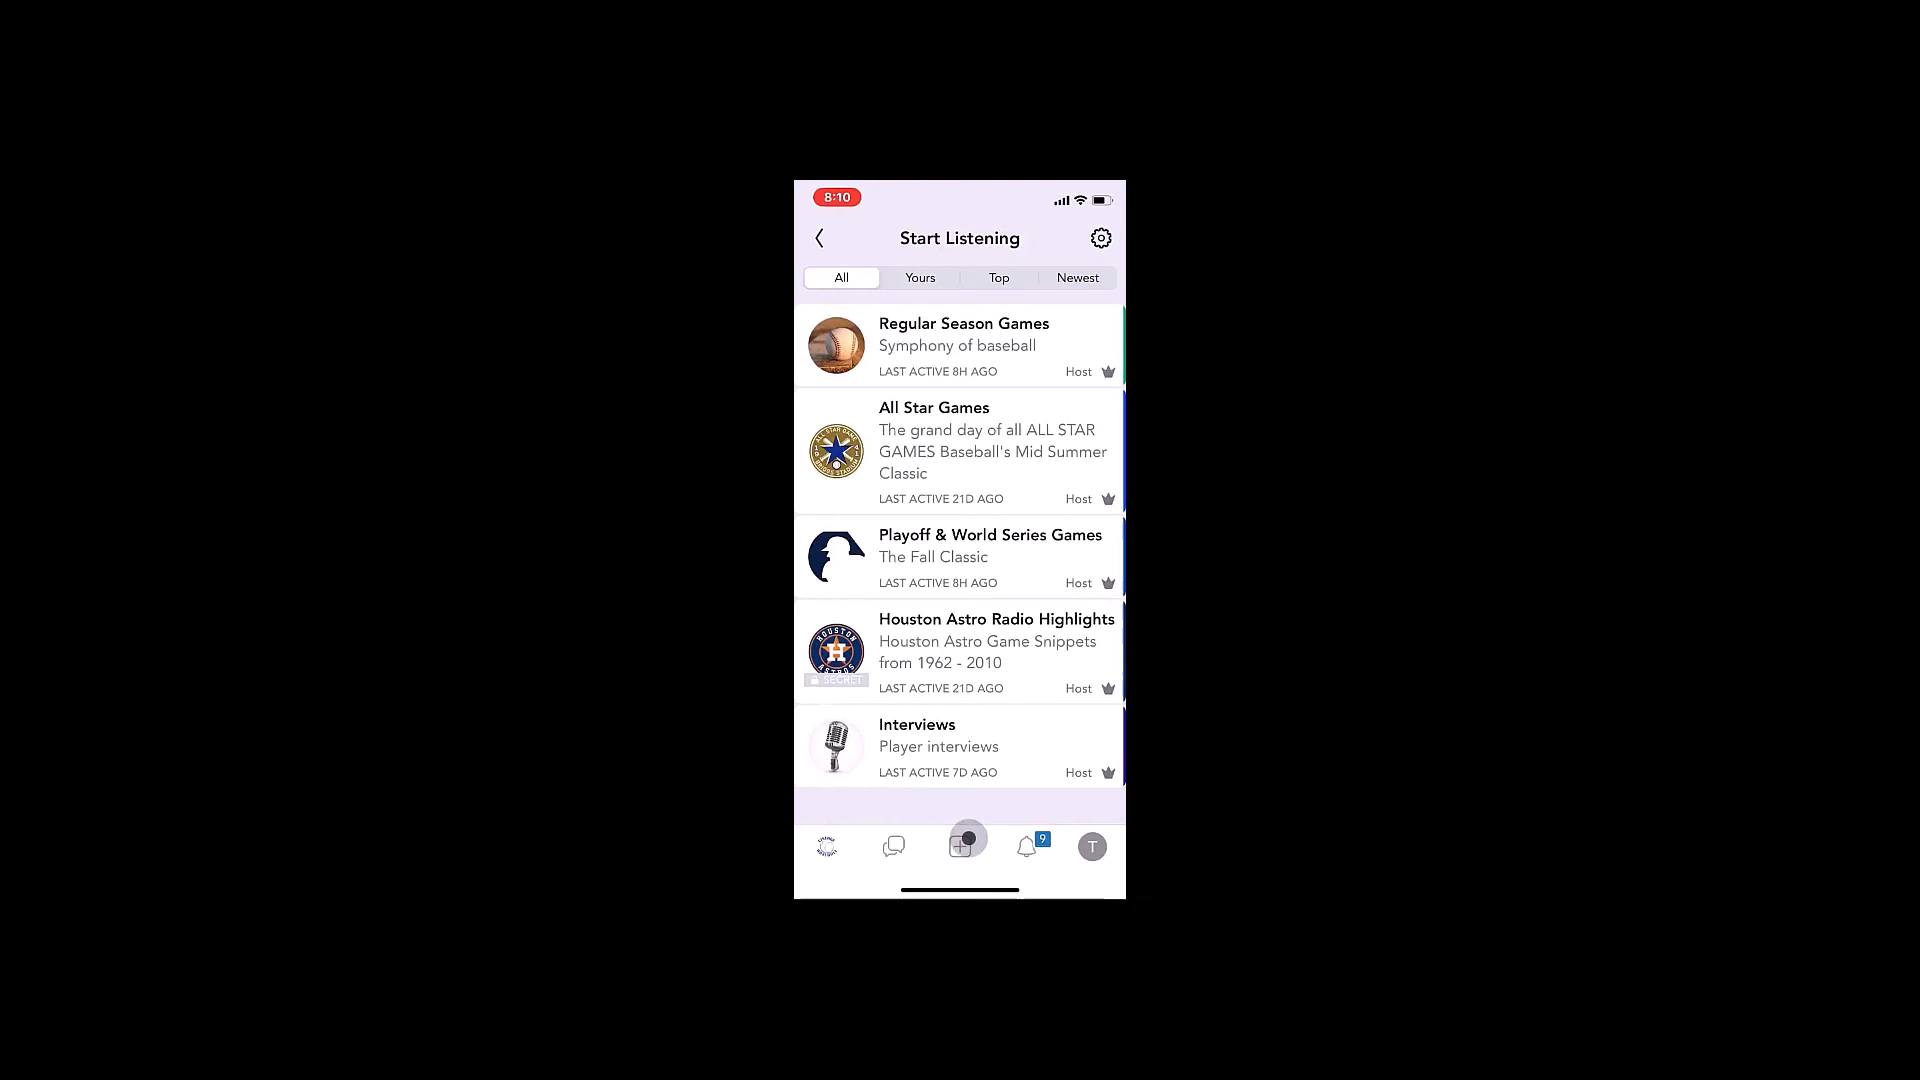 8:10
Start Listening
All Yours Top Newest
Regular Season Games
Symphony of baseball
LAST ACTIVE 8H AGO Host
All Star Games
The grand day of all ALL STAR
GAMES Baseball's Mid Summer
Classic
LAST ACTIVE 21D AGO Host
Playoff & World Series Games
The Fall Classic
LAST ACTIVE 8H AGO Host
Houston Astro Radio Highlights
Houston Astro Game Snippets
from 1962 - 2010
HOUSTON
H
ASTROS
SECRET
LAST ACTIVE 21D AGO Host
Interviews
Player interviews
LAST ACTIVE 7D AGO Host
9
T